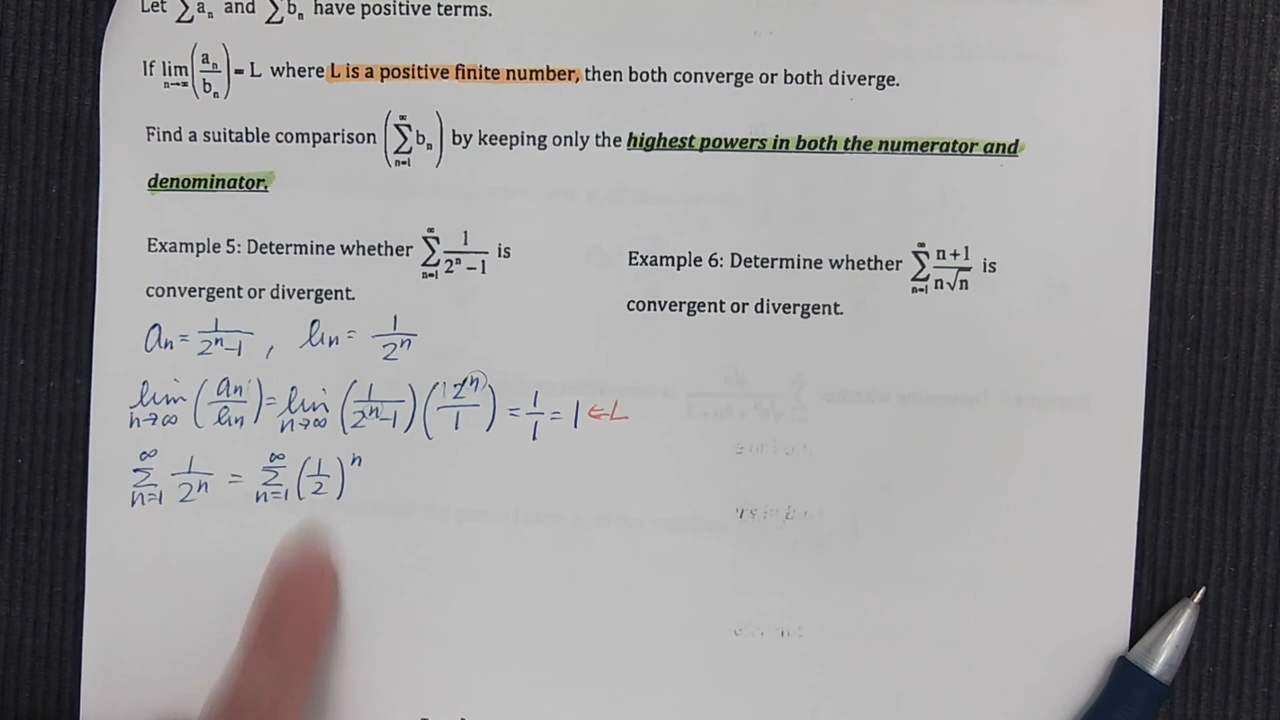 Let ∑aₙ and ∑bₙ have positive terms.
If lim n→∞ (aₙ/bₙ) = L where L is a positive finite number, then both converge or both diverge.
Find a suitable comparison (∑ n=1 ∞ bₙ) by keeping only the highest powers in both the numerator and
denominator.
Example 5: Determine whether ∑ n=1 ∞ 1/(2ⁿ−1) is
convergent or divergent.
aₙ = 1/(2ⁿ−1), bₙ = 1/2ⁿ
lim n→∞ (aₙ/bₙ) = lim n→∞ (1/(2ⁿ−1)) (1 2ⁿ/1) = 1/1 = 1 ← L
∑ n=1 ∞ 1/2ⁿ = ∑ n=1 ∞ (1/2)ⁿ
Example 6: Determine whether ∑ n=1 ∞ (n+1)/(n√n) is
convergent or divergent.